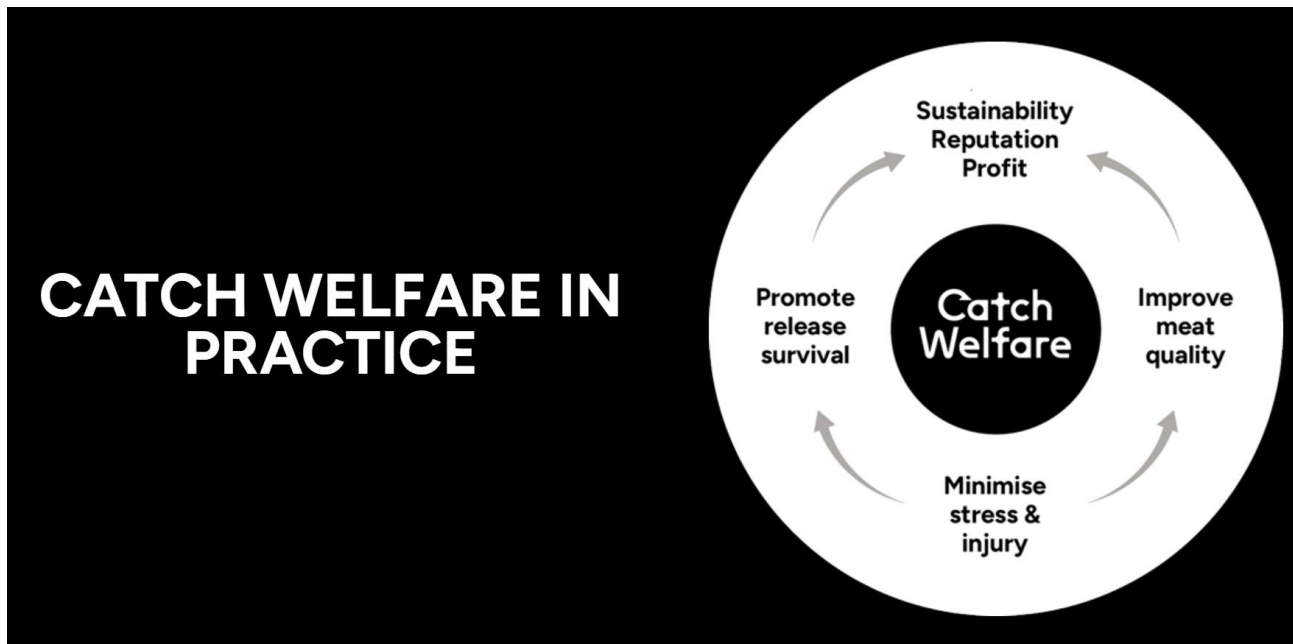 CATCH WELFARE IN
PRACTICE
Sustainability
Reputation
Profit
Promote
release
survival
Catch
Welfare
Improve
meat
quality
Minimise
stress &
injury